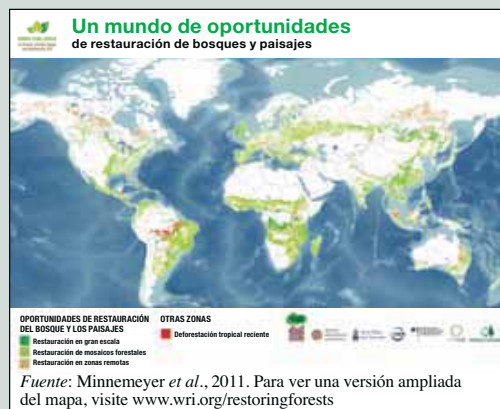 Un mundo de oportunidades
de restauración de bosques y paisajes
OPORTUNIDADES DE RESTAURACIÓN
DEL BOSQUE Y LOS PAISAJES
Restauración en gran escala
Restauración de mosaicos forestales
Restauración en zonas remotas
OTRAS ZONAS
Deforestación tropical reciente
Fuente: Minnemeyer et al., 2011. Para ver una versión ampliada
del mapa, visite www.wri.org/restoringforests